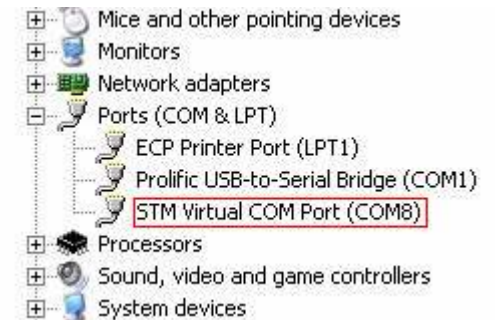 Mice and other pointing devices
Monitors
Network adapters
Ports (COM & LPT)
ECP Printer Port (LPT1)
Prolific USB-to-Serial Bridge (COM1)
STM Virtual COM Port (COM8)
Processors
Sound, video and game controllers
System devices